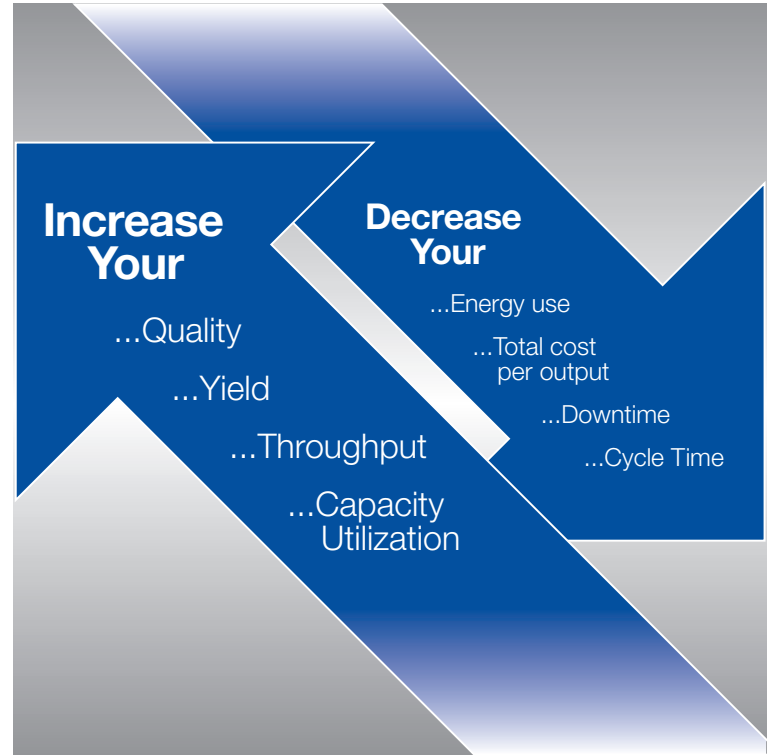 Increase
Your
...Quality
...Yield
...Throughput
...Capacity
Utilization
Decrease
Your
...Energy use
...Total cost
per output
...Downtime
...Cycle Time